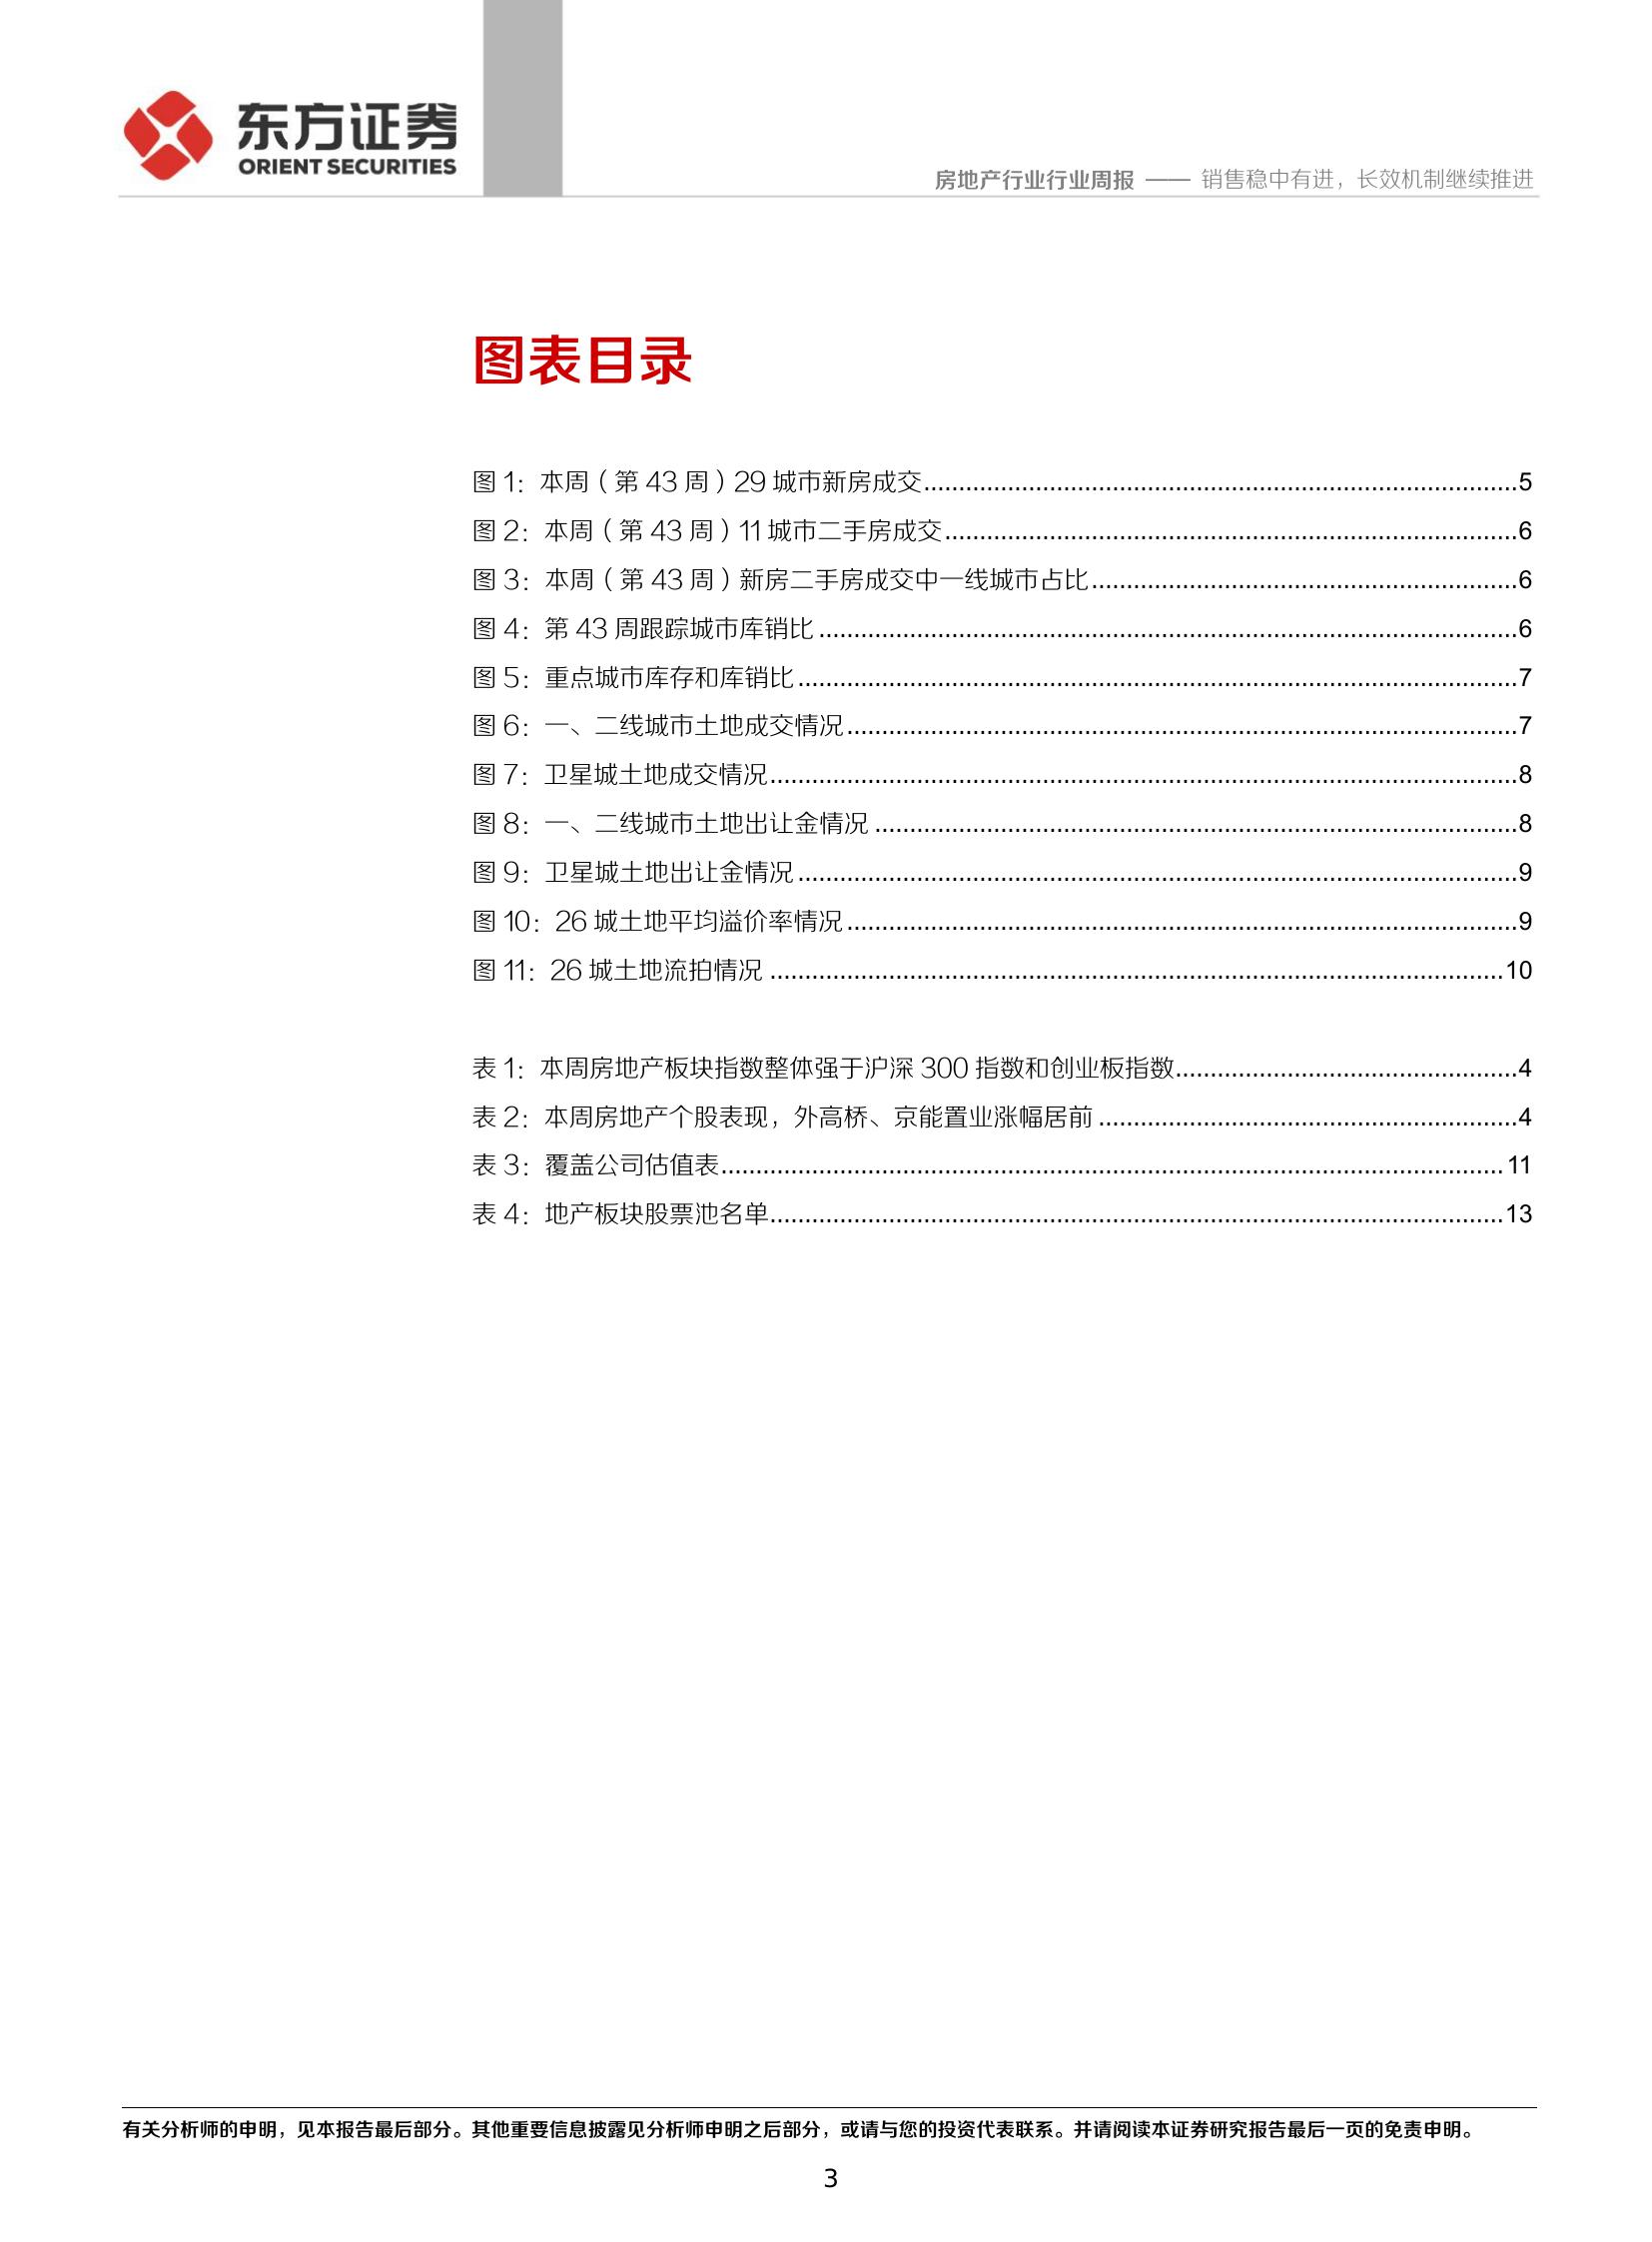 东方证券
ORIENT SECURITIES
房地产行业行业周报 —— 销售稳中有进，长效机制继续推进
图表目录
图 1：本周（第 43 周）29 城市新房成交....................5
图 2：本周（第 43 周）11 城市二手房成交....................6
图 3：本周（第 43 周）新房二手房成交中一线城市占比....................6
图 4：第 43 周跟踪城市库销比....................6
图 5：重点城市库存和库销比....................7
图 6：一、二线城市土地成交情况....................7
图 7：卫星城土地成交情况....................8
图 8：一、二线城市土地出让金情况....................8
图 9：卫星城土地出让金情况....................9
图 10：26 城土地平均溢价率情况....................9
图 11：26 城土地流拍情况....................10
表 1：本周房地产板块指数整体强于沪深 300 指数和创业板指数....................4
表 2：本周房地产个股表现，外高桥、京能置业涨幅居前....................4
表 3：覆盖公司估值表....................11
表 4：地产板块股票池名单....................13
有关分析师的申明，见本报告最后部分。其他重要信息披露见分析师申明之后部分，或请与您的投资代表联系。并请阅读本证券研究报告最后一页的免责申明。
3